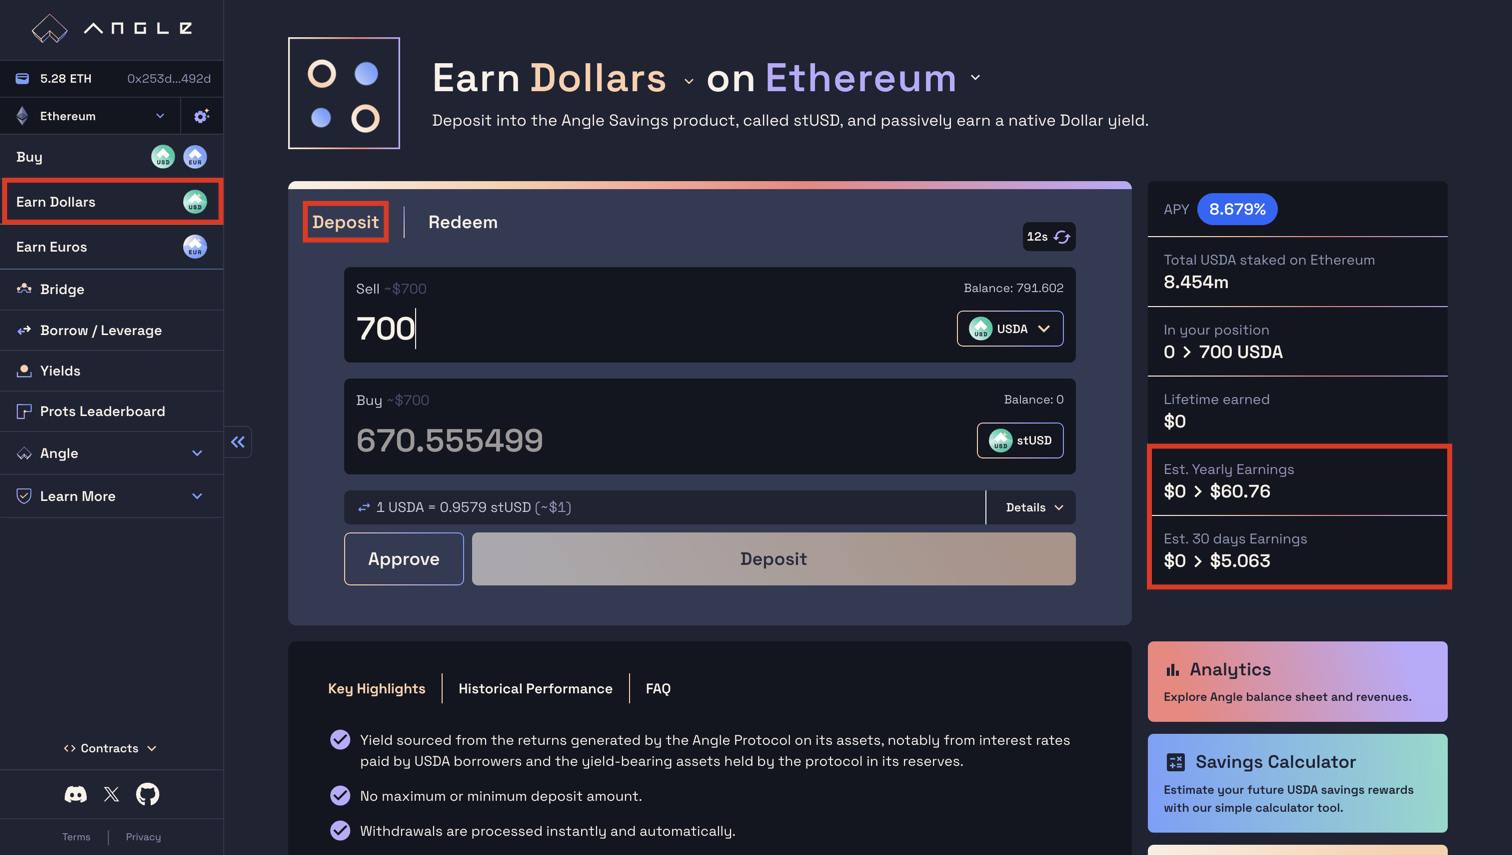 ANGLE
5.28 ETH
0x253d...492d
Ethereum
Buy
USD
EUR
Earn Dollars
USD
Earn Euros
EUR
Bridge
Borrow / Leverage
Yields
Prots Leaderboard
Angle
Learn More
Contracts
Terms
Privacy
Earn Dollars on Ethereum
Deposit into the Angle Savings product, called stUSD, and passively earn a native Dollar yield.
Deposit
Redeem
12s
Sell ~$700
Balance: 791.602
700
USD
USDA
Buy ~$700
Balance: 0
670.555499
USD
stUSD
1 USDA = 0.9579 stUSD (~$1)
Details
Approve
Deposit
Key Highlights
Historical Performance
FAQ
Yield sourced from the returns generated by the Angle Protocol on its assets, notably from interest rates
paid by USDA borrowers and the yield-bearing assets held by the protocol in its reserves.
No maximum or minimum deposit amount.
Withdrawals are processed instantly and automatically.
APY 8.679%
Total USDA staked on Ethereum
8.454m
In your position
0 > 700 USDA
Lifetime earned
$0
Est. Yearly Earnings
$0 > $60.76
Est. 30 days Earnings
$0 > $5.063
Analytics
Explore Angle balance sheet and revenues.
Savings Calculator
Estimate your future USDA savings rewards
with our simple calculator tool.